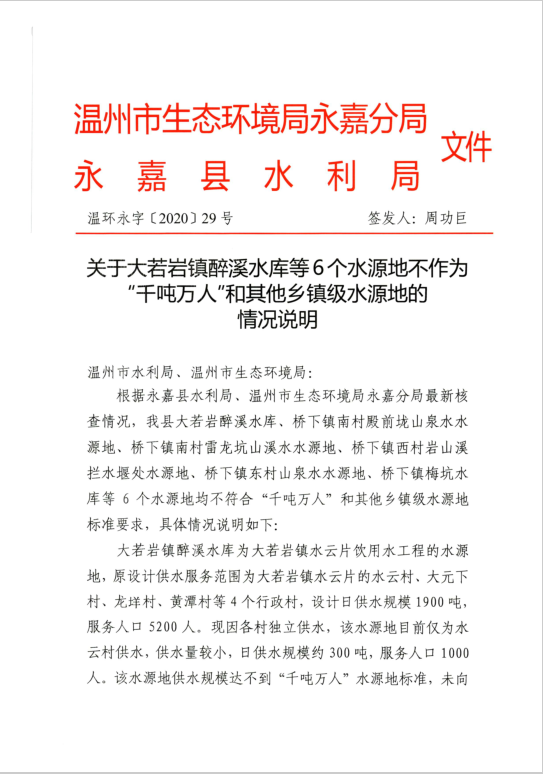 温州市生态环境局永嘉分局
永嘉县水利局
文件
温环永字〔2020〕29号 签发人：周功巨
关于大若岩镇醉溪水库等6个水源地不作为
“千吨万人”和其他乡镇级水源地的
情况说明
温州市水利局、温州市生态环境局：
根据永嘉县水利局、温州市生态环境局永嘉分局最新核
查情况，我县大若岩醉溪水库、桥下镇南村殿前垅山泉水水
源地、桥下镇南村雷龙坑山溪水水源地、桥下镇西村岩山溪
拦水堰处水源地、桥下镇东村山泉水水源地、桥下镇梅坑水
库等 6 个水源地均不符合“千吨万人”和其他乡镇级水源地
标准要求，具体情况说明如下：
大若岩镇醉溪水库为大若岩镇水云片饮用水工程的水源
地，原设计供水服务范围为大若岩镇水云片的水云村、大元下
村、龙垟村、黄潭村等 4 个行政村，设计日供水规模 1900 吨，
服务人口 5200 人。现因各村独立供水，该水源地目前仅为水
云村供水，供水量较小，日供水规模约 300 吨，服务人口 1000
人。该水源地供水规模达不到“千吨万人”水源地标准，未向